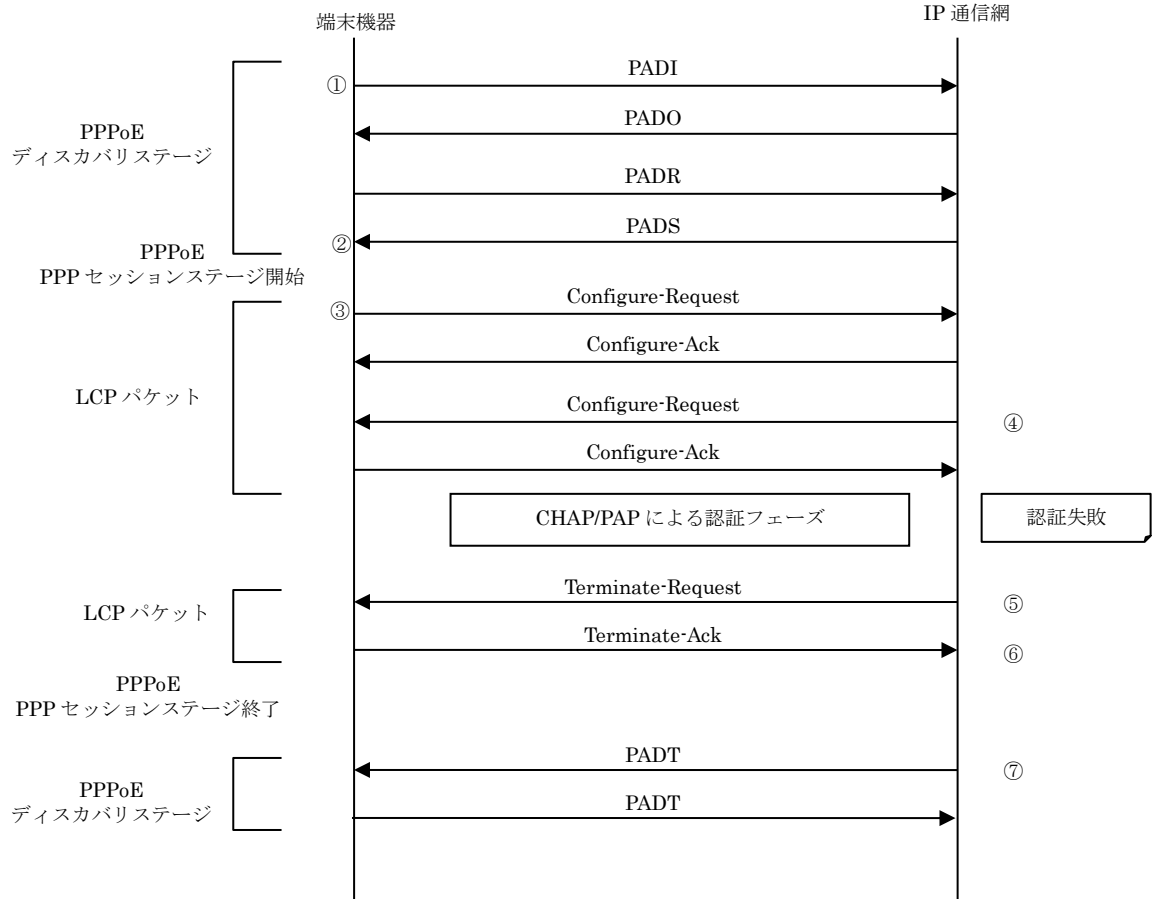 端末機器
IP 通信網
PPPoE
ディスカバリステージ
①
PADI
PADO
PADR
PADS
②
PPPoE
PPP セッションステージ開始
③
Configure-Request
Configure-Ack
LCP パケット
Configure-Request
④
Configure-Ack
CHAP/PAP による認証フェーズ
認証失敗
LCP パケット
Terminate-Request
⑤
Terminate-Ack
⑥
PPPoE
PPP セッションステージ終了
PADT
⑦
PPPoE
ディスカバリステージ
PADT